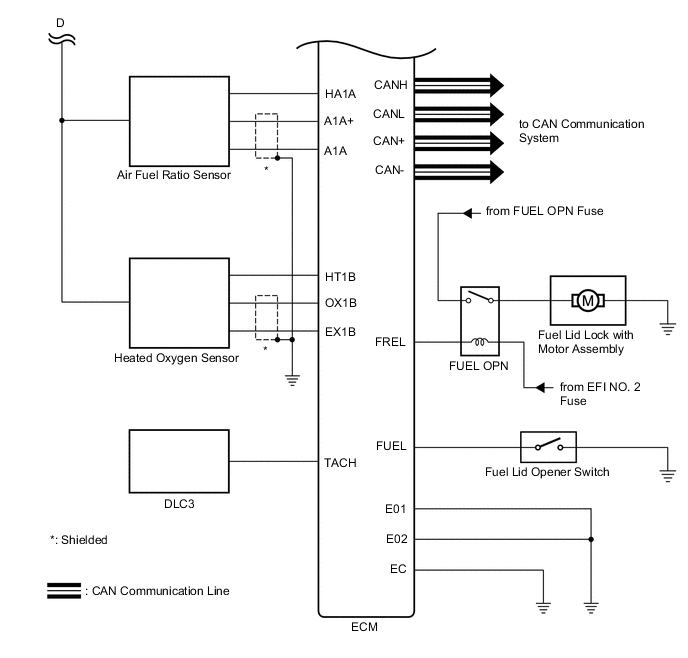 D
HA1A
A1A+
A1A
*
Air Fuel Ratio Sensor
CANH
CANL
CAN+
CAN-
to CAN Communication
System
from FUEL OPN Fuse
HT1B
OX1B
EX1B
*
Heated Oxygen Sensor
FREL
M
Fuel Lid Lock with
Motor Assembly
FUEL OPN
from EFI NO. 2
Fuse
FUEL
Fuel Lid Opener Switch
TACH
DLC3
E01
E02
EC
*: Shielded
: CAN Communication Line
ECM